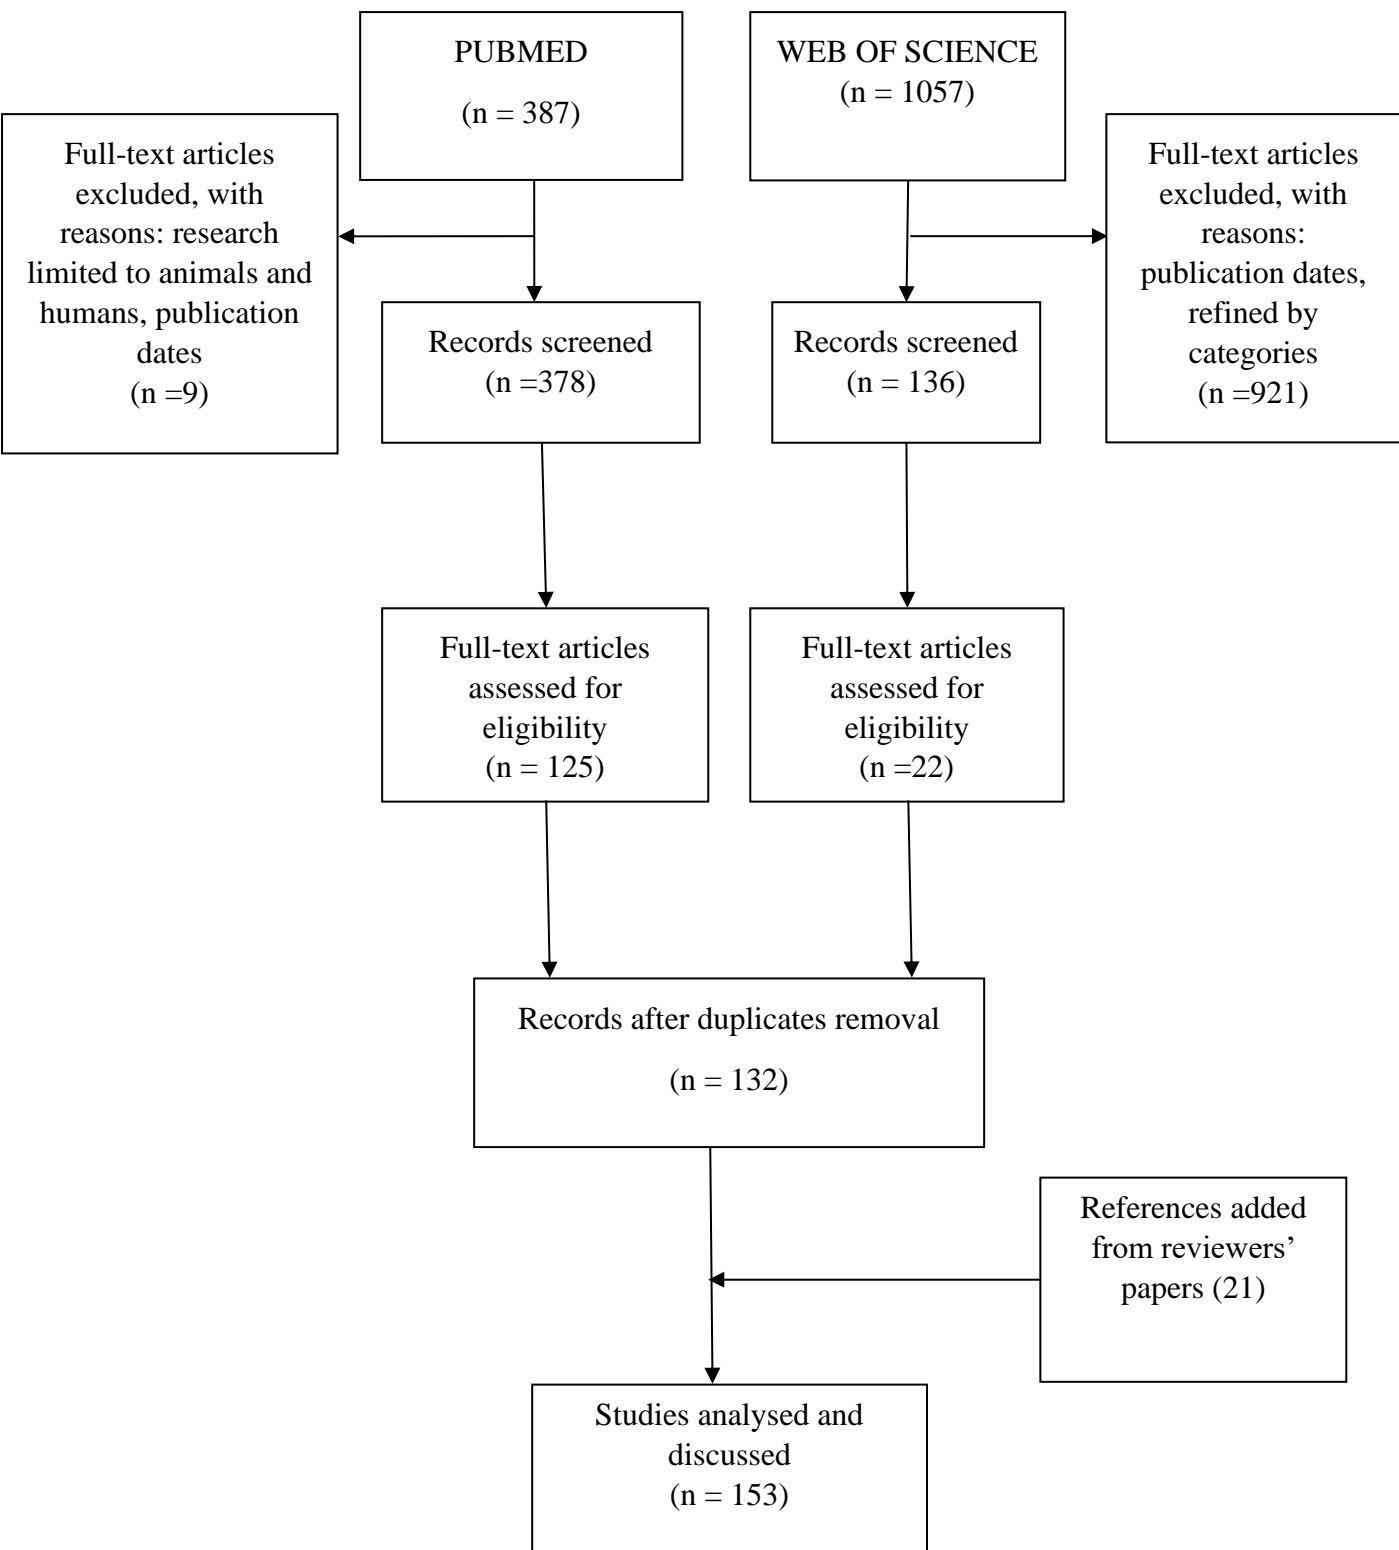 PUBMED
(n = 387)
WEB OF SCIENCE
(n = 1057)
Full-text articles
excluded, with
reasons: research
limited to animals and
humans, publication
dates
(n =9)
Full-text articles
excluded, with
reasons:
publication dates,
refined by
categories
(n =921)
Records screened
(n =378)
Records screened
(n = 136)
Full-text articles
assessed for
eligibility
(n = 125)
Full-text articles
assessed for
eligibility
(n =22)
Records after duplicates removal
(n = 132)
References added
from reviewers’
papers (21)
Studies analysed and
discussed
(n = 153)